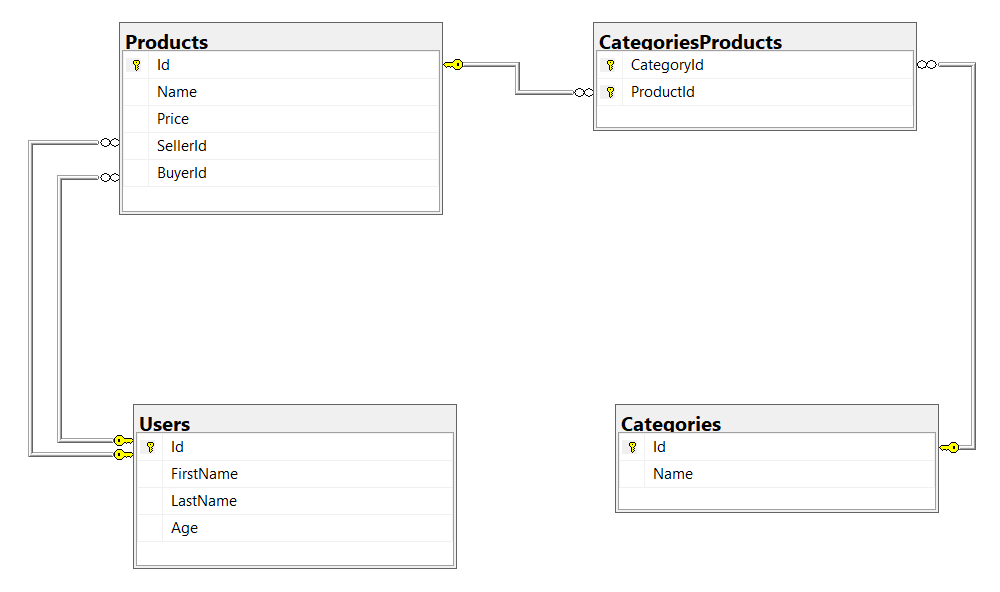 Products
Id
Name
Price
SellerId
BuyerId
CategoriesProducts
CategoryId
ProductId
Users
Id
FirstName
LastName
Age
Categories
Id
Name